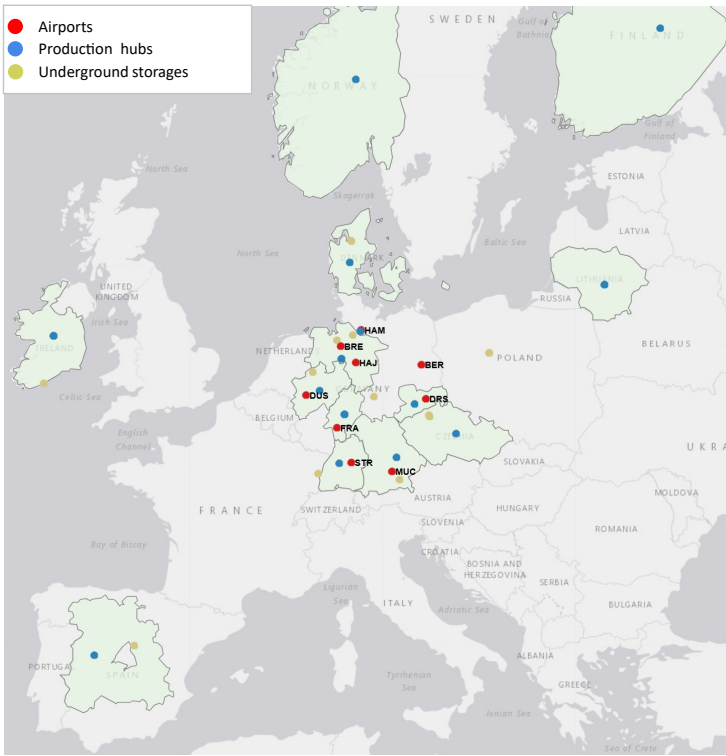 Airports
Production hubs
Underground storages
SWEDEN
Gulf of
Bothnia
FINLAND
NORWAY
Gulf of
Finland
North Sea
ESTONIA
Skagerrak
LATVIA
Baltic Sea
North Sea
DENMARK
LITHUANIA
UNITED
KINGDOM
RUSSIA
Irish Sea
HAM
IRELAND
BRE
NETHERLANDS
HAJ
BER
POLAND
BELARUS
Celtic Sea
DUS
GERMANY
DRS
BELGIUM
English
Channel
FRA
CZECHIA
UKRA
STR
MUC
SLOVAKIA
AUSTRIA
MOLDOVA
FRANCE
SWITZERLAND
HUNGARY
SLOVENIA
ROMANIA
Bay of Biscay
CROATIA
BOSNIA AND
HERZEGOVINA
SERBIA
Ligurian
Sea
ITALY
Adriatic Sea
BULGARIA
PORTUGA
SPAIN
ALBANIA
Tyrrhenian
Sea
GREECE
Ionian Sea
Sea of Crete